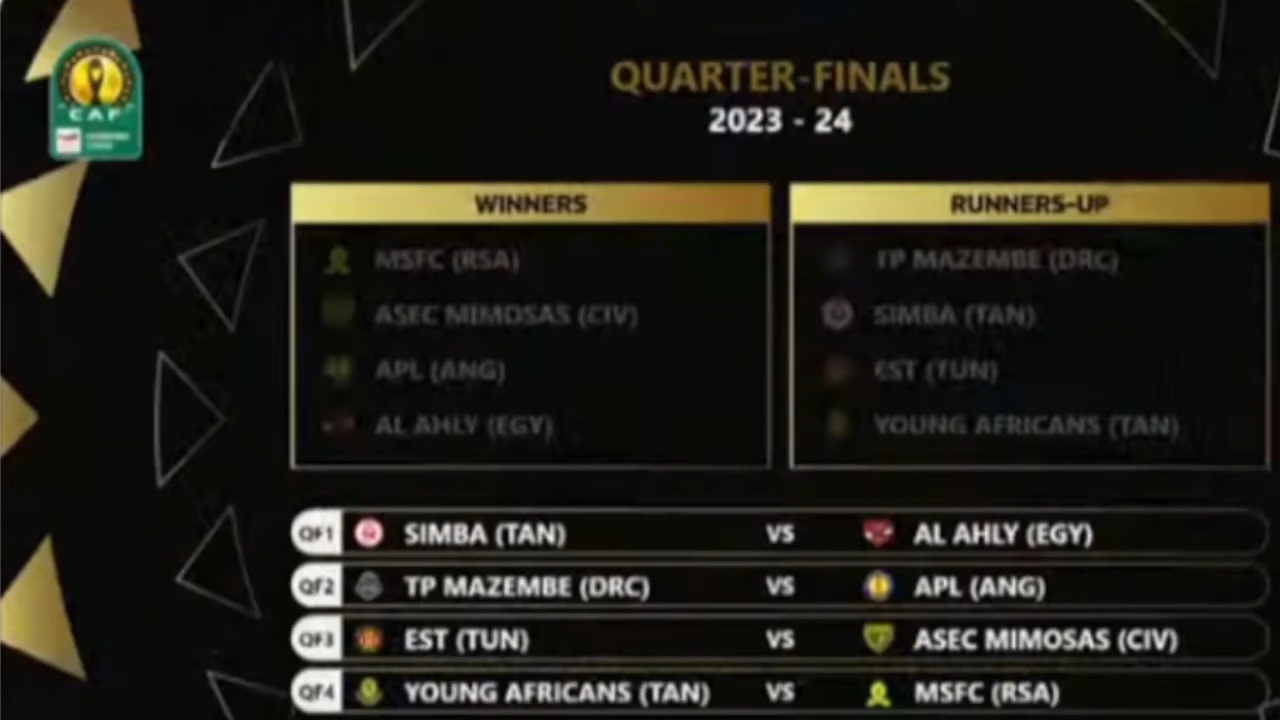 CAF
QUARTER-FINALS
2023 - 24
WINNERS
MSFC (RSA)
ASEC MIMOSAS (CIV)
APL (ANG)
AL AHLY (EGY)
RUNNERS-UP
TP MAZEMBE (DRC)
SIMBA (TAN)
EST (TUN)
YOUNG AFRICANS (TAN)
QF1 SIMBA (TAN) VS AL AHLY (EGY)
QF2 TP MAZEMBE (DRC) VS APL (ANG)
QF3 EST (TUN) VS ASEC MIMOSAS (CIV)
QF4 YOUNG AFRICANS (TAN) VS MSFC (RSA)